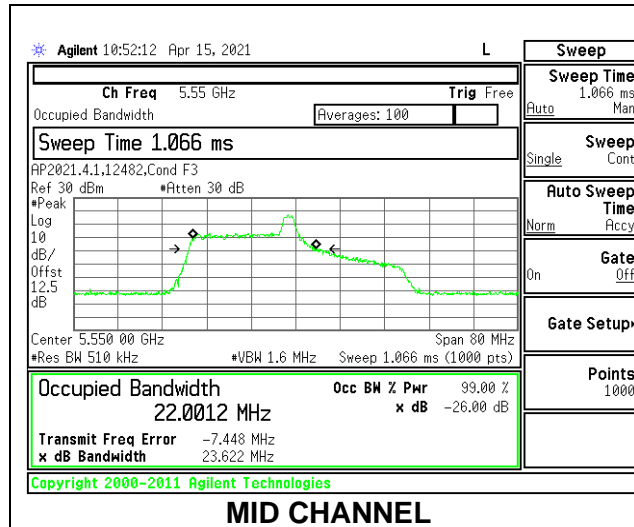 Agilent 10:52:12 Apr 15, 2021 L
Ch Freq 5.55 GHz Trig Free
Occupied Bandwidth Averages: 100
Sweep Time 1.066 ms
AP2021.4.1,12482,Cond F3
Ref 30 dBm #Atten 30 dB
#Peak
Log
10
dB/
Offst
12.5
dB
Center 5.550 00 GHz Span 80 MHz
#Res BW 510 kHz #VBW 1.6 MHz Sweep 1.066 ms (1000 pts)
Occupied Bandwidth Occ BW % Pwr 99.00 %
22.0012 MHz x dB -26.00 dB
Transmit Freq Error -7.448 MHz
x dB Bandwidth 23.622 MHz
Copyright 2000-2011 Agilent Technologies
Sweep
Sweep Time
1.066 ms
Auto Man
Sweep
Single Cont
Auto Sweep
Time
Norm Accy
Gate
On Off
Gate Setup
Points
1000
MID CHANNEL